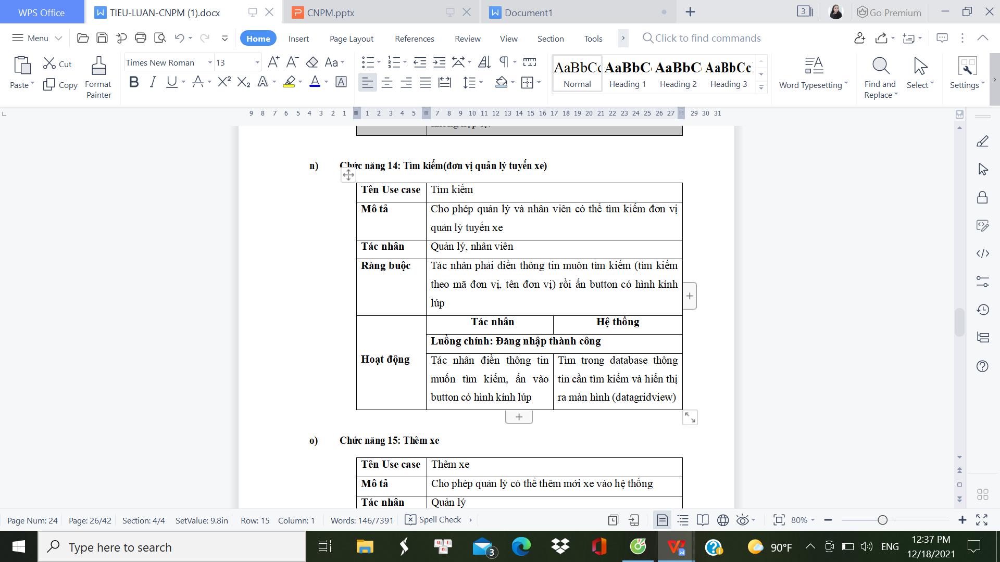 WPS Office
TIEU-LUAN-CNPM (1).docx
CNPM.pptx
Document1
3
Go Premium
Menu
Home
Insert
Page Layout
References
Review
View
Section
Tools
Click to find commands
Paste
Cut
Copy
Format Painter
Times New Roman
13
AaBbCc
Normal
AaBbC
Heading 1
AaBbC
Heading 2
AaBbCc
Heading 3
Word Typesetting
Find and Replace
Select
Settings
9 8 7 6 5 4 3 2 1 1 2 3 4 5 7 8 9 10 11 12 13 14 15 16 17 18 19 20 21 22 23 24 25 26 27 29 30 31
n) Chức năng 14: Tìm kiếm(đơn vị quản lý tuyến xe)
Tên Use case Tìm kiếm
Mô tả Cho phép quản lý và nhân viên có thể tìm kiếm đơn vị
quản lý tuyến xe
Tác nhân Quản lý, nhân viên
Ràng buộc Tác nhân phải điền thông tin muôn tìm kiếm (tìm kiếm
theo mã đơn vị, tên đơn vị) rồi ấn button có hình kính
lúp
Hoạt động
Tác nhân Hệ thống
Luồng chính: Đăng nhập thành công
Tác nhân điền thông tin
muốn tìm kiếm, ấn vào
button có hình kính lúp
Tìm trong database thông
tin cần tìm kiếm và hiển thị
ra màn hình (datagridview)
o) Chức năng 15: Thêm xe
Tên Use case Thêm xe
Mô tả Cho phép quản lý có thể thêm mới xe vào hệ thống
Tác nhân Quản lý
Page Num: 24
Page: 26/42
Section: 4/4
SetValue: 9.8in
Row: 15
Column: 1
Words: 146/7391
Spell Check
80%
Type here to search
3
90°F
ENG
12:37 PM
12/18/2021